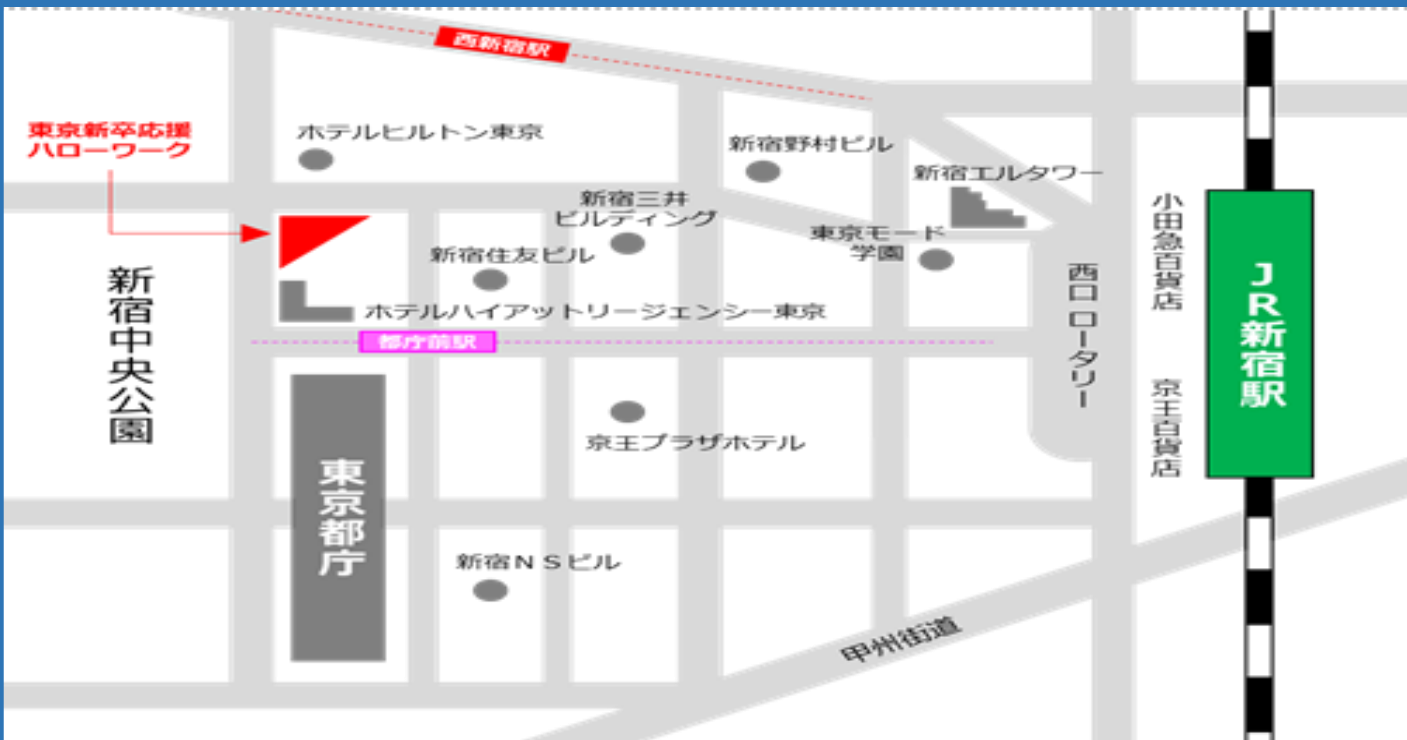 西新宿駅
東京新卒応援
ハローワーク
ホテルヒルトン東京
新宿野村ビル
新宿エルタワー
新宿三井
ビルディング
東京モード
学園
新宿住友ビル
小田急百貨店
新宿中央公園
西口 ロータリー
JR新宿駅
ホテルハイアットリージェンシー東京
都庁前駅
京王百貨店
京王プラザホテル
東京都庁
新宿NSビル
甲州街道